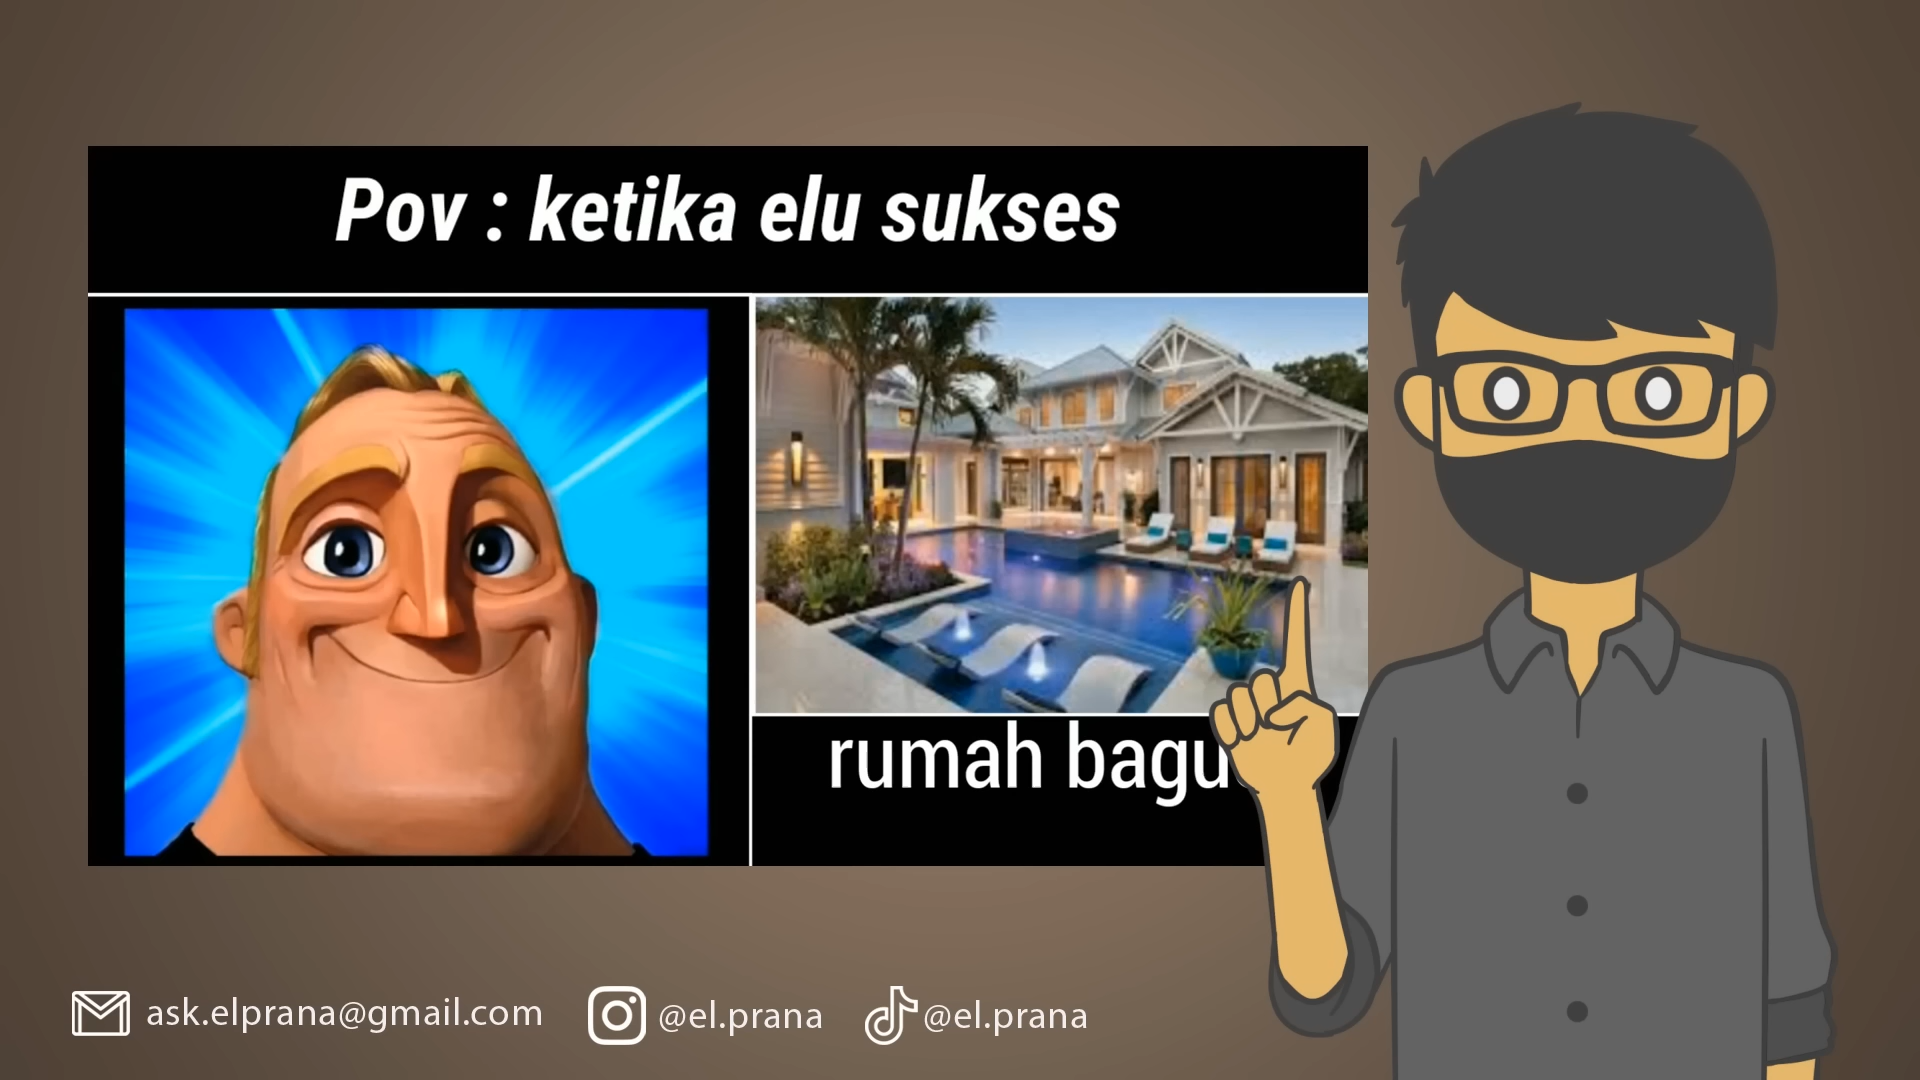 Pov : ketika elu sukses
rumah bagu
ask.elprana@gmail.com
@el.prana
@el.prana